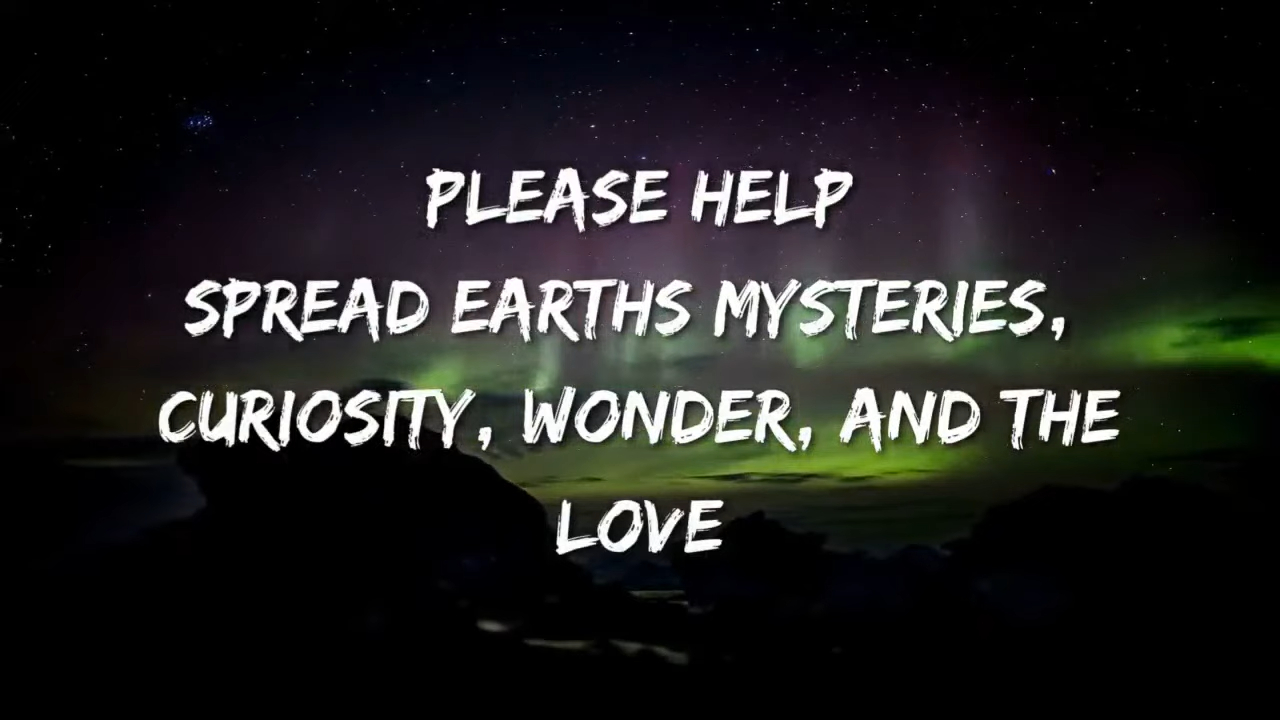 PLEASE HELP
SPREAD EARTHS MYSTERIES,
CURIOSITY, WONDER, AND THE
LOVE